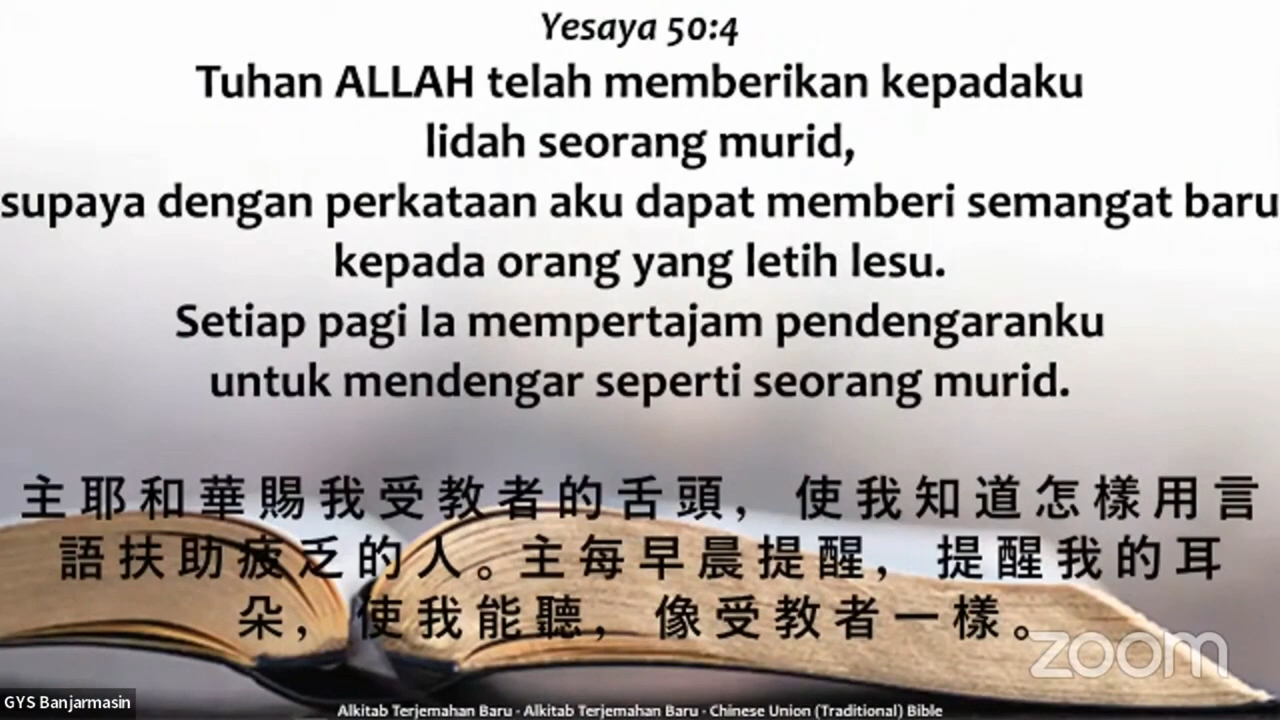 Yesaya 50:4
Tuhan ALLAH telah memberikan kepadaku
lidah seorang murid,
supaya dengan perkataan aku dapat memberi semangat baru
kepada orang yang letih lesu.
Setiap pagi Ia mempertajam pendengaranku
untuk mendengar seperti seorang murid.
主耶和華賜我受教者的舌頭，使我知道怎樣用言
語扶助疲乏的人。主每早晨提醒，提醒我的耳
朵，使我能聽，像受教者一樣。
zoom
GYS Banjarmasin
Alkitab Terjemahan Baru - Alkitab Terjemahan Baru - Chinese Union (Traditional) Bible